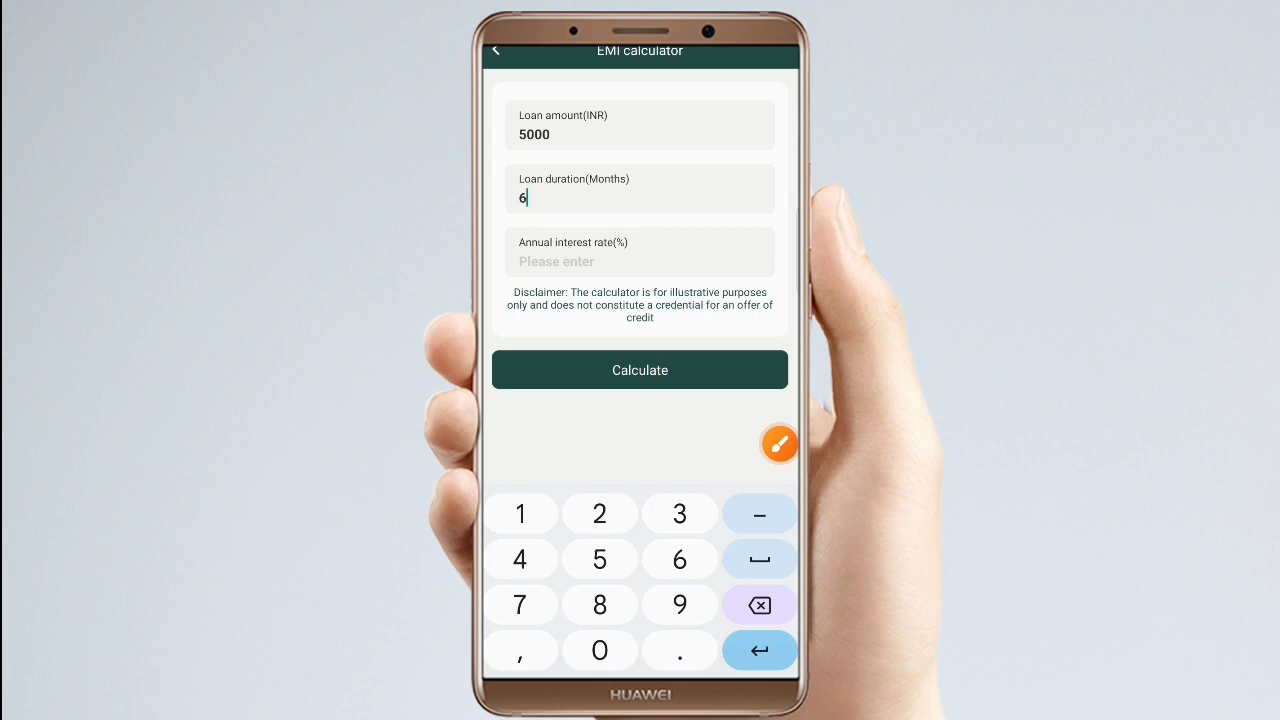 EMI calculator
Loan amount(INR)
5000
Loan duration(Months)
6
Annual interest rate(%)
Please enter
Disclaimer: The calculator is for illustrative purposes
only and does not constitute a credential for an offer of
credit
Calculate
1 2 3 –
4 5 6
7 8 9
, 0 .
HUAWEI